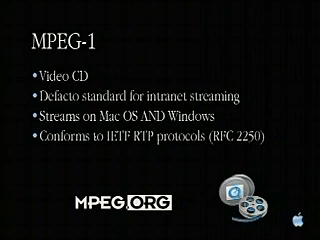 MPEG-1
• Video CD
• Defacto standard for intranet streaming
• Streams on Mac OS AND Windows
• Conforms to IETF RTP protocols (RFC 2250)
MPEG.ORG